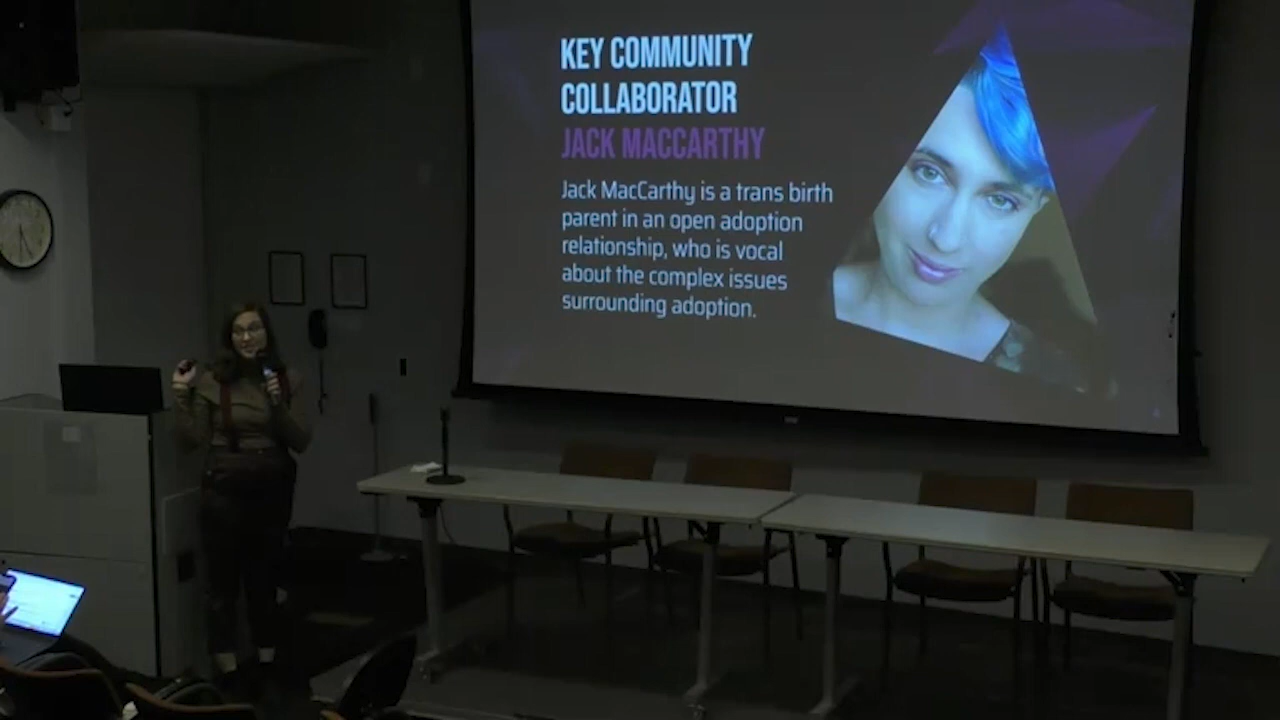 KEY COMMUNITY
COLLABORATOR
JACK MACCARTHY
Jack MacCarthy is a trans birth
parent in an open adoption
relationship, who is vocal
about the complex issues
surrounding adoption.